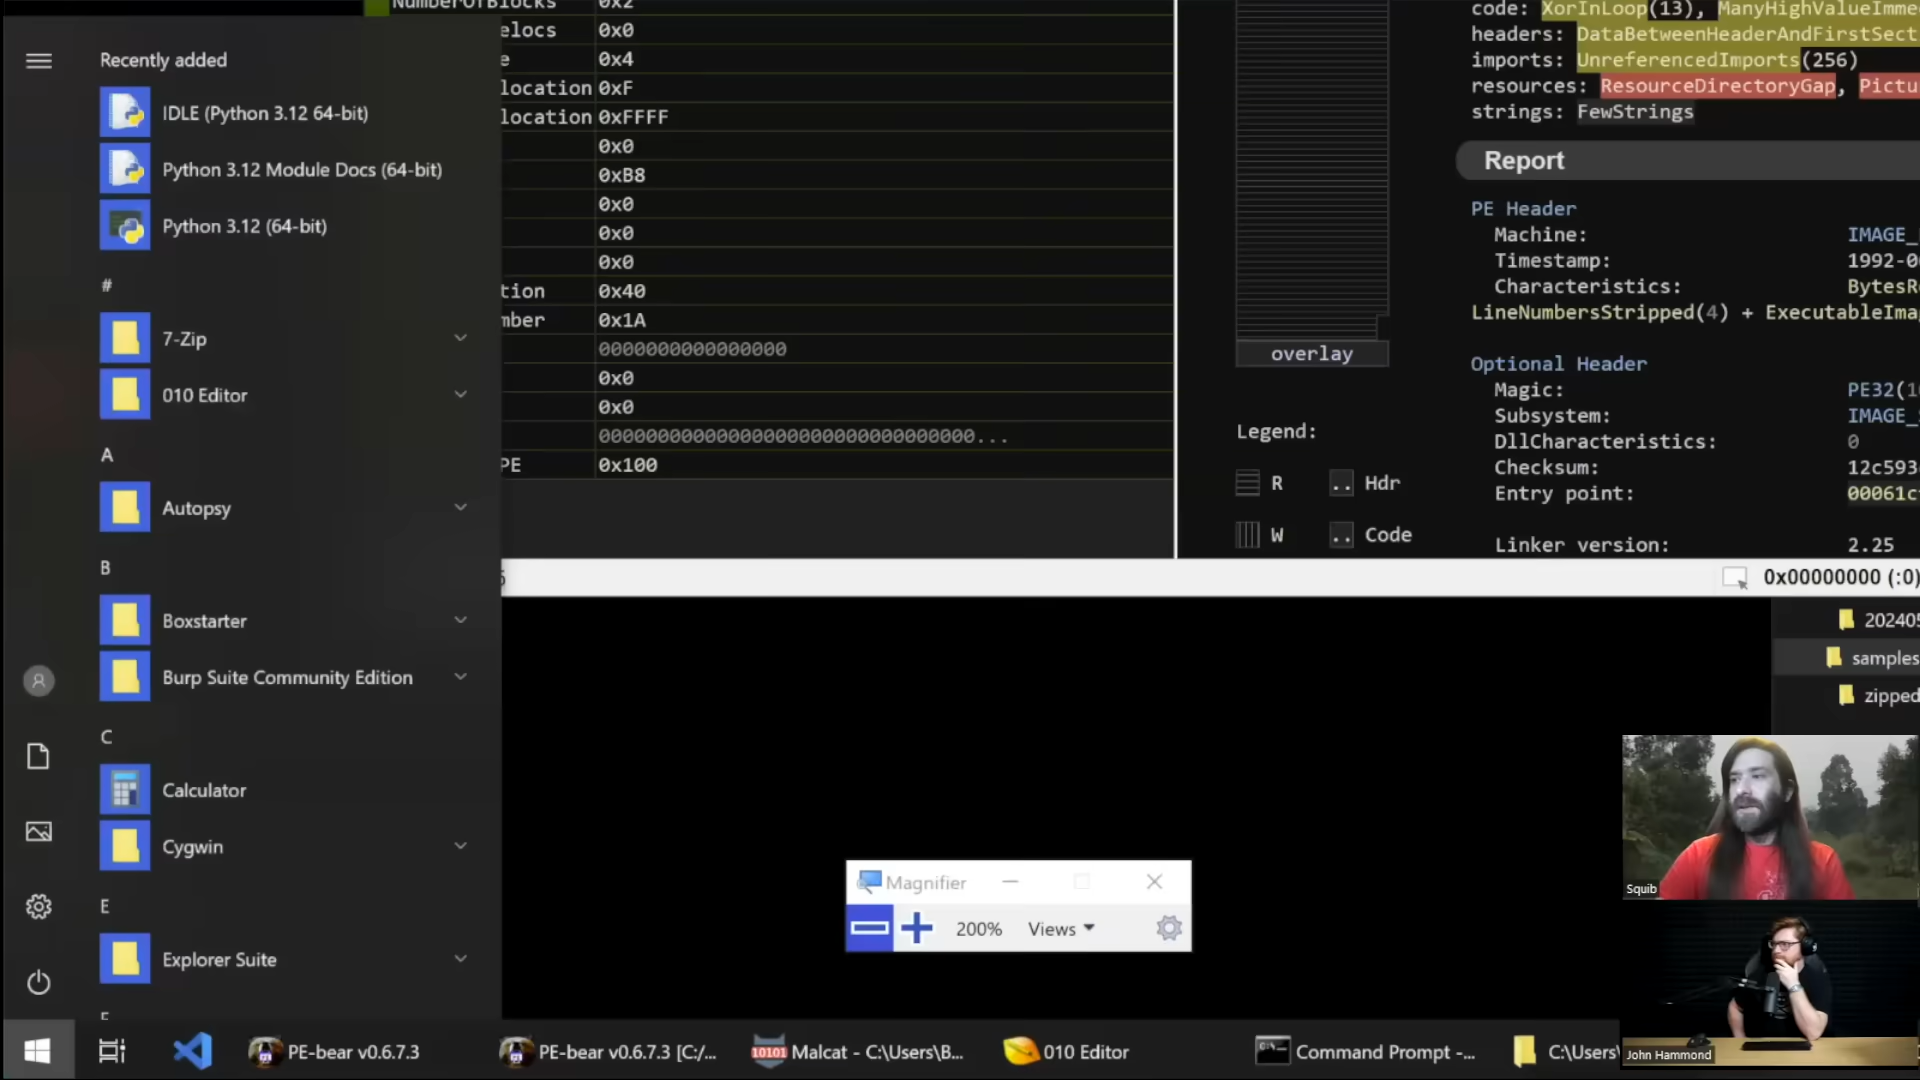 NumberOfBlocks 0x2
elocs 0x0
e 0x4
location 0xF
location 0xFFFF
0x0
0xB8
0x0
0x0
0x0
tion 0x40
mber 0x1A
0000000000000000
0x0
0x0
00000000000000000000000000000000...
PE 0x100
Recently added
IDLE (Python 3.12 64-bit)
Python 3.12 Module Docs (64-bit)
Python 3.12 (64-bit)
#
7-Zip
010 Editor
A
Autopsy
B
Boxstarter
Burp Suite Community Edition
C
Calculator
Cygwin
E
Explorer Suite
overlay
Legend:
R .. Hdr
W .. Code
code: XorInLoop(13), ManyHighValueImme
headers: DataBetweenHeaderAndFirstSect
imports: UnreferencedImports(256)
resources: ResourceDirectoryGap, Pictu
strings: FewStrings
Report
PE Header
Machine: IMAGE_
Timestamp: 1992-0
Characteristics: BytesR
LineNumbersStripped(4) + ExecutableIma
Optional Header
Magic: PE32(1
Subsystem: IMAGE_
DllCharacteristics: 0
Checksum: 12c593
Entry point: 00061c
Linker version: 2.25
0x00000000 (:0)
202405
samples
zipped
Magnifier
200% Views
Squib
John Hammond
PE-bear v0.6.7.3
PE-bear v0.6.7.3 [C:/...
10101 Malcat - C:\Users\B...
010 Editor
Command Prompt -...
C:\Users\